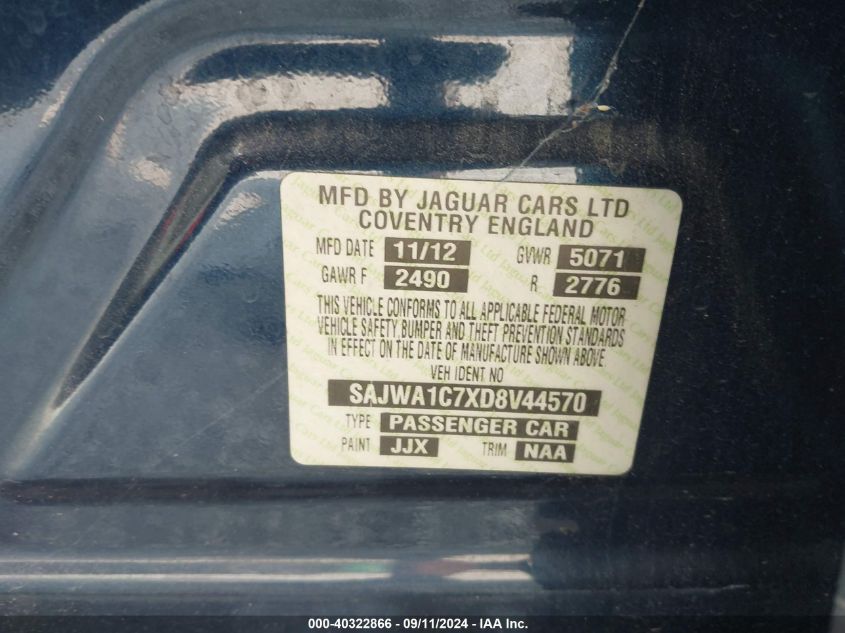 MFD BY JAGUAR CARS LTD
COVENTRY ENGLAND
MFD DATE 11/12 GVWR 5071
GAWR F 2490 R 2776
THIS VEHICLE CONFORMS TO ALL APPLICABLE FEDERAL MOTOR
VEHICLE SAFETY BUMPER AND THEFT PREVENTION STANDARDS
IN EFFECT ON THE DATE OF MANUFACTURE SHOWN ABOVE
VEH IDENT NO
SAJWA1C7XD8V44570
TYPE PASSENGER CAR
PAINT JJX TRIM NAA
000-40322866 - 09/11/2024 - IAA Inc.